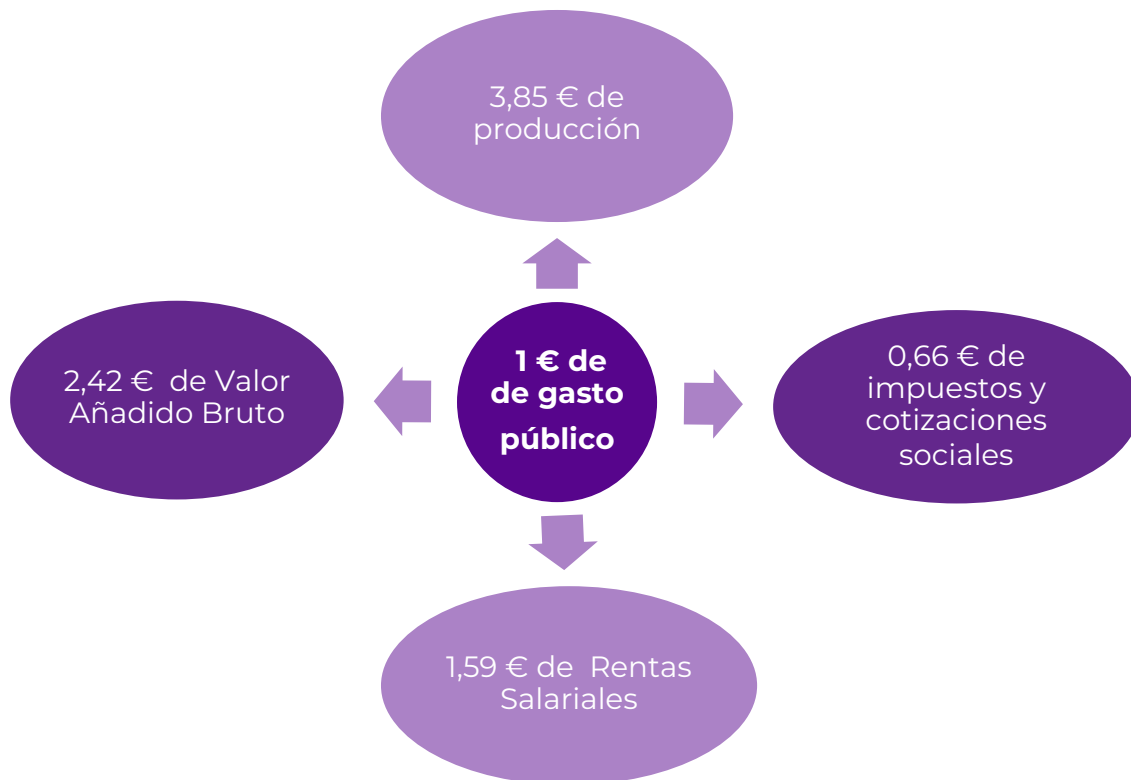 3,85 € de
producción
2,42 € de Valor
Añadido Bruto
1 € de
de gasto
público
0,66 € de
impuestos y
cotizaciones
sociales
1,59 € de Rentas
Salariales